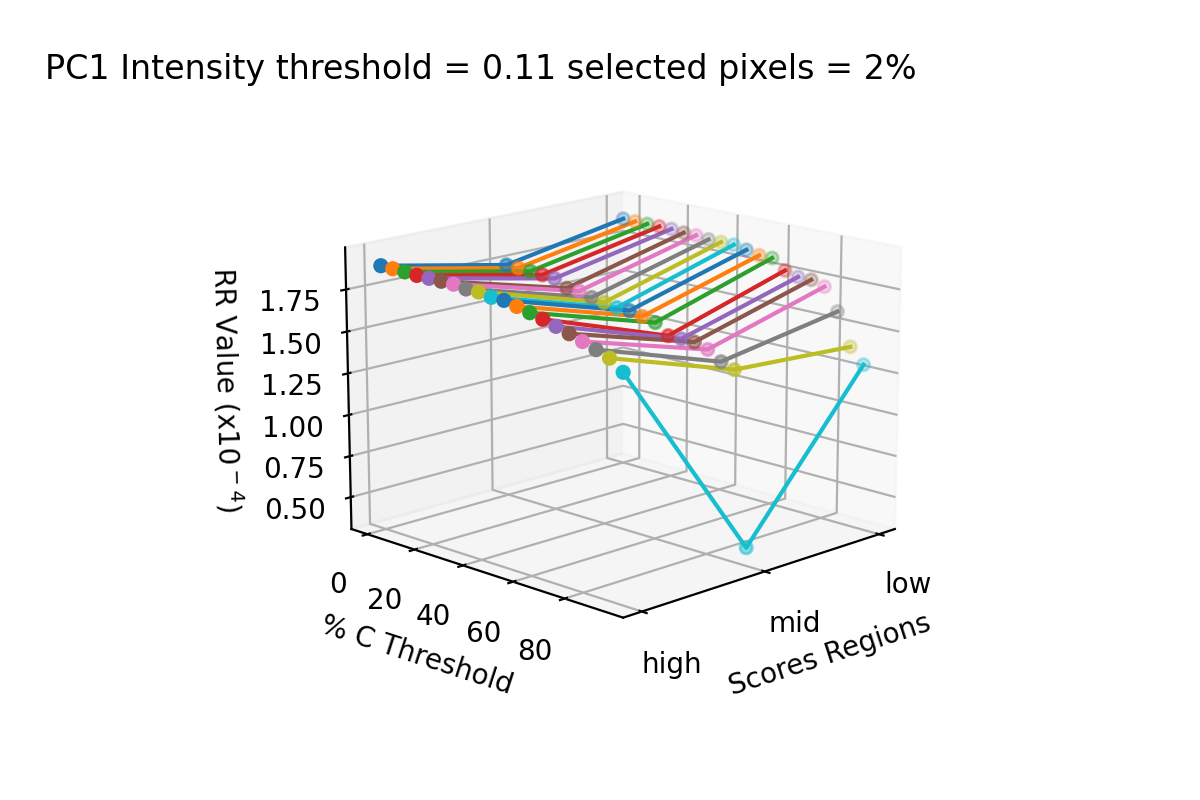 PC1 Intensity threshold = 0.11 selected pixels = 2%
RR Value (x10⁻⁴)
1.75
1.50
1.25
1.00
0.75
0.50
0
20
40
60
80
% C Threshold
high
mid
low
Scores Regions